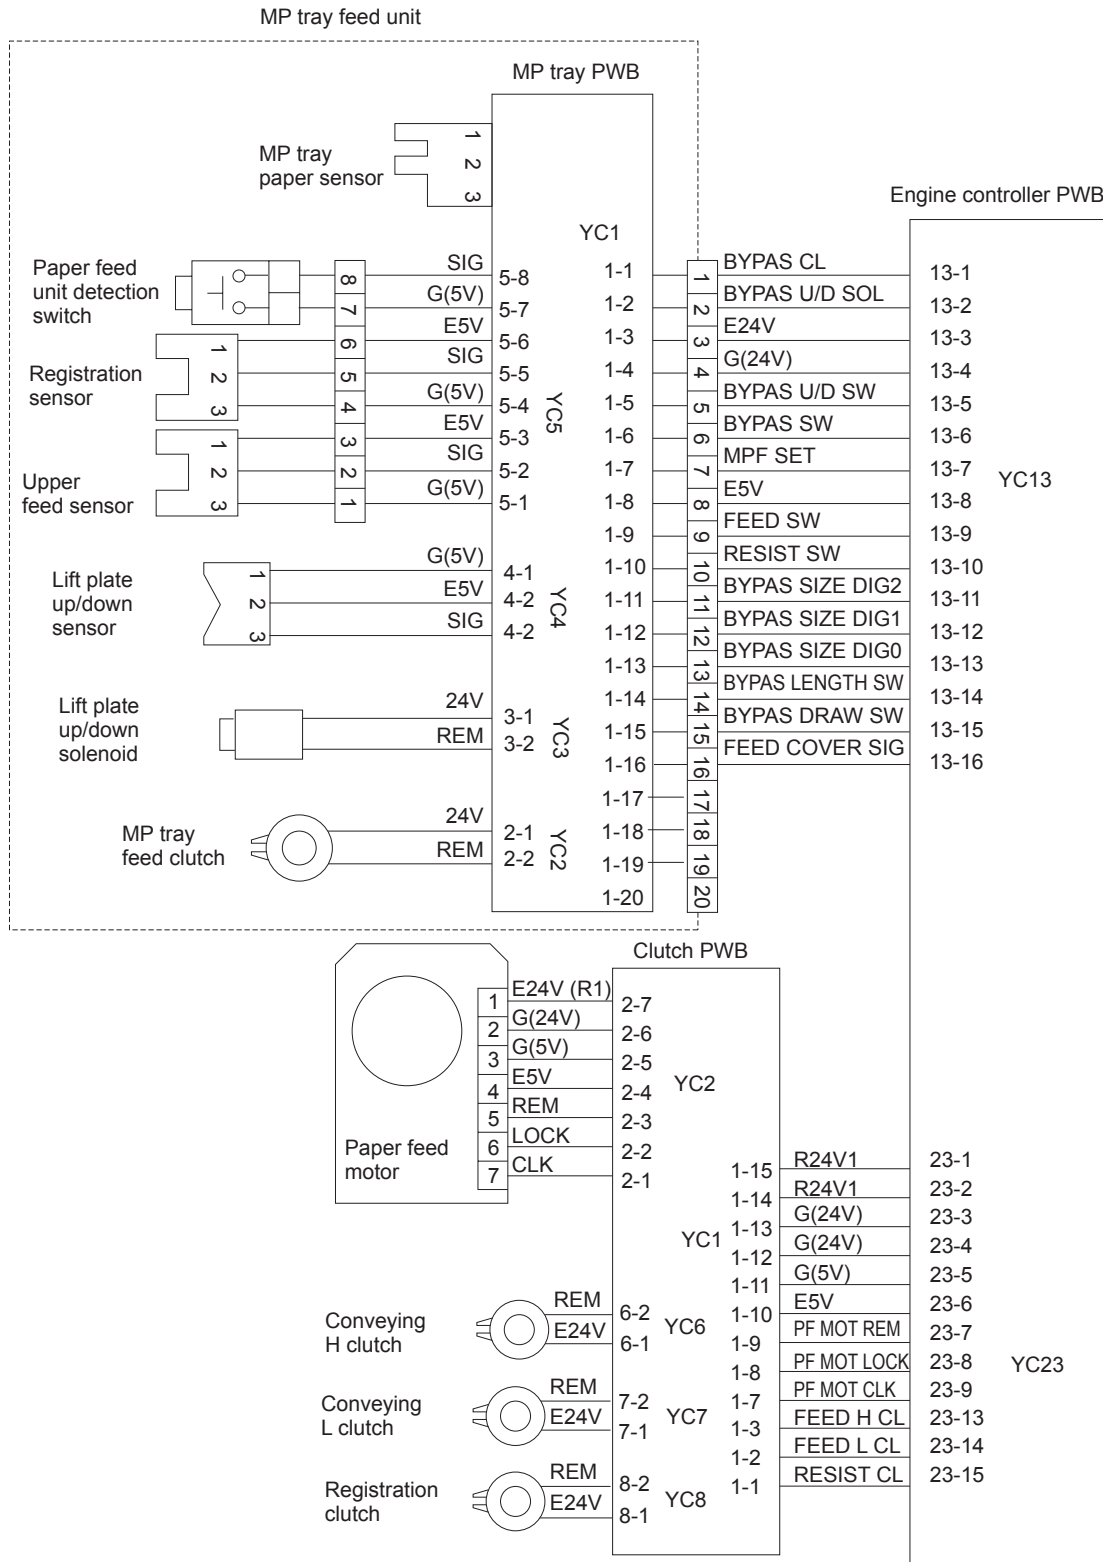 MP tray feed unit
MP tray PWB
MP tray
paper sensor
1
2
3
Engine controller PWB
YC1
Paper feed
unit detection
switch
8
7
6
5
4
3
2
1
SIG
G(5V)
E5V
SIG
G(5V)
E5V
SIG
G(5V)
5-8
5-7
5-6
5-5
5-4
5-3
5-2
5-1
YC5
Registration
sensor
1
2
3
Upper
feed sensor
1
2
3
Lift plate
up/down
sensor
1
2
3
G(5V)
E5V
SIG
4-1
4-2
4-2
YC4
Lift plate
up/down
solenoid
24V
REM
3-1
3-2
YC3
MP tray
feed clutch
24V
REM
2-1
2-2
YC2
1-1 1 BYPAS CL 13-1
1-2 2 BYPAS U/D SOL 13-2
1-3 3 E24V 13-3
1-4 4 G(24V) 13-4
1-5 5 BYPAS U/D SW 13-5
1-6 6 BYPAS SW 13-6
1-7 7 MPF SET 13-7
1-8 8 E5V 13-8
1-9 9 FEED SW 13-9
1-10 10 RESIST SW 13-10
1-11 11 BYPAS SIZE DIG2 13-11
1-12 12 BYPAS SIZE DIG1 13-12
1-13 13 BYPAS SIZE DIG0 13-13
1-14 14 BYPAS LENGTH SW 13-14
1-15 15 BYPAS DRAW SW 13-15
1-16 16 FEED COVER SIG 13-16
1-17 17
1-18 18
1-19 19
1-20 20
YC13
Clutch PWB
Paper feed
motor
1 E24V (R1) 2-7
2 G(24V) 2-6
3 G(5V) 2-5
4 E5V 2-4
5 REM 2-3
6 LOCK 2-2
7 CLK 2-1
YC2
YC1
1-15 R24V1 23-1
1-14 R24V1 23-2
1-13 G(24V) 23-3
1-12 G(24V) 23-4
1-11 G(5V) 23-5
1-10 E5V 23-6
1-9 PF MOT REM 23-7
1-8 PF MOT LOCK 23-8
1-7 PF MOT CLK 23-9
1-3 FEED H CL 23-13
1-2 FEED L CL 23-14
1-1 RESIST CL 23-15
YC23
Conveying
H clutch
REM 6-2
E24V 6-1
YC6
Conveying
L clutch
REM 7-2
E24V 7-1
YC7
Registration
clutch
REM 8-2
E24V 8-1
YC8